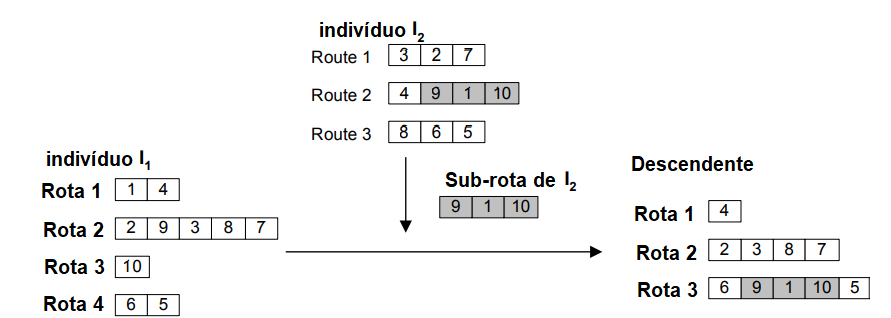 indivíduo I2
Route 1 3 2 7
Route 2 4 9 1 10
Route 3 8 6 5
indivíduo I1
Rota 1 1 4
Rota 2 2 9 3 8 7
Rota 3 10
Rota 4 6 5
Sub-rota de I2
9 1 10
Descendente
Rota 1 4
Rota 2 2 3 8 7
Rota 3 6 9 1 10 5